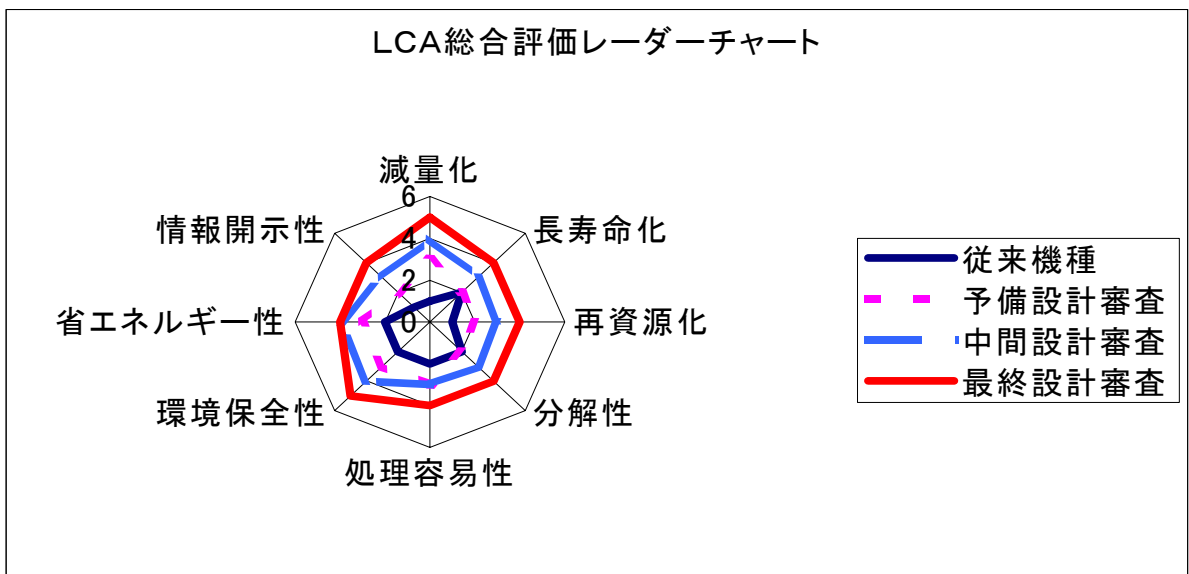 LCA総合評価レーダーチャート
減量化
6
情報開示性
長寿命化
4
2
省エネルギー性
0
再資源化
環境保全性
分解性
処理容易性
従来機種
予備設計審査
中間設計審査
最終設計審査